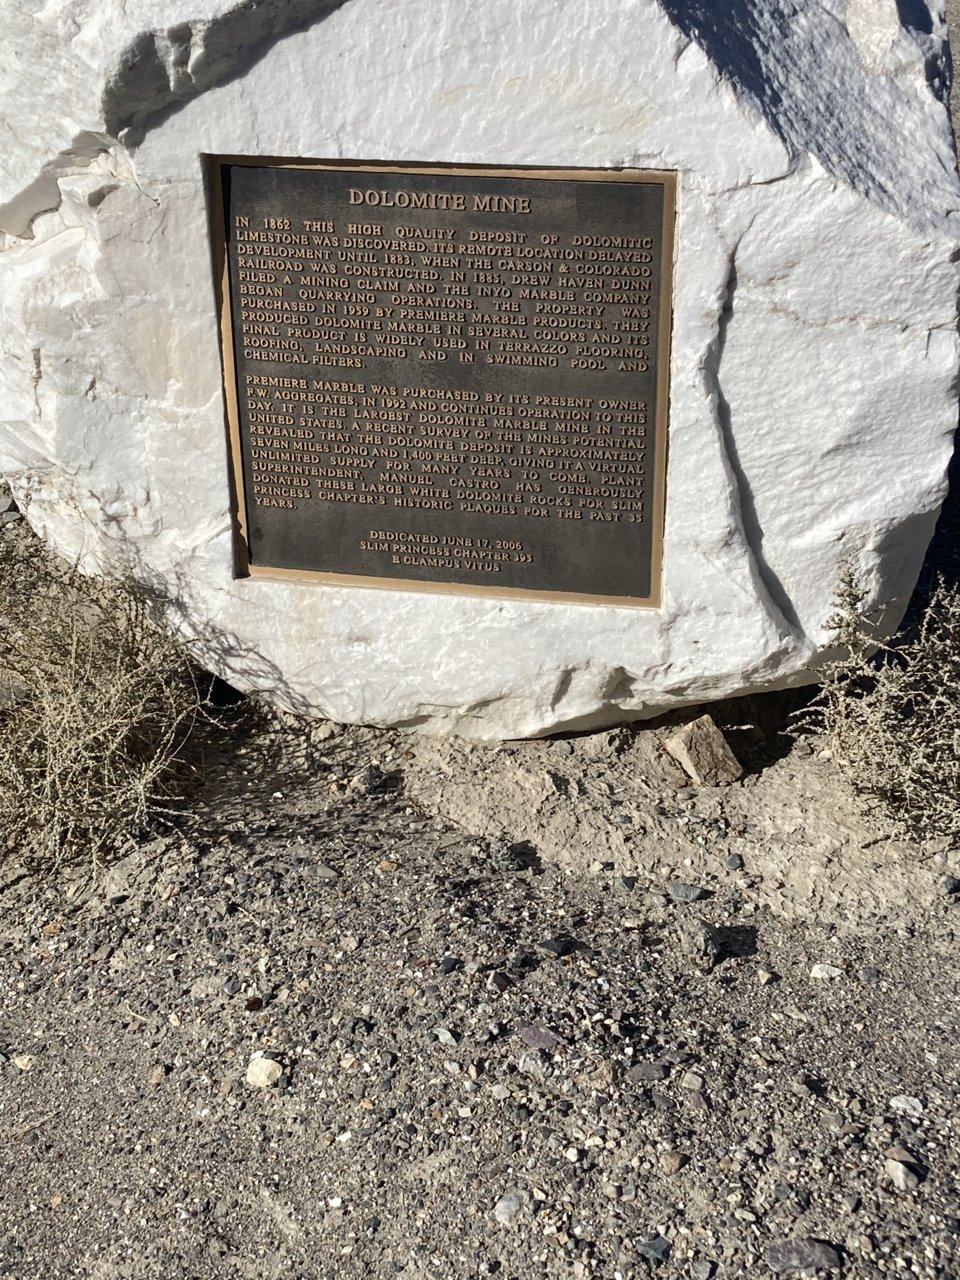 DOLOMITE MINE
IN 1862 THIS HIGH QUALITY DEPOSIT OF DOLOMITIC
LIMESTONE WAS DISCOVERED. ITS REMOTE LOCATION DELAYED
DEVELOPMENT UNTIL 1883, WHEN THE CARSON & COLORADO
RAILROAD WAS CONSTRUCTED. IN 1885, DREW HAVEN DUNN
FILED A MINING CLAIM AND THE INYO MARBLE COMPANY
BEGAN QUARRYING OPERATIONS. THE PROPERTY WAS
PURCHASED IN 1959 BY PREMIERE MARBLE PRODUCTS. THEY
PRODUCED DOLOMITE MARBLE IN SEVERAL COLORS AND ITS
FINAL PRODUCT IS WIDELY USED IN TERRAZZO FLOORING,
ROOFING, LANDSCAPING AND IN SWIMMING POOL AND
CHEMICAL FILTERS.
PREMIERE MARBLE WAS PURCHASED BY ITS PRESENT OWNER
F.W. AGGREGATES, IN 1992 AND CONTINUES OPERATION TO THIS
DAY. IT IS THE LARGEST DOLOMITE MARBLE MINE IN THE
UNITED STATES. A RECENT SURVEY OF THE MINES POTENTIAL
REVEALED THAT THE DOLOMITE DEPOSIT IS APPROXIMATELY
SEVEN MILES LONG AND 1,400 FEET DEEP, GIVING IT A VIRTUAL
UNLIMITED SUPPLY FOR MANY YEARS TO COME. PLANT
SUPERINTENDENT, MANUEL CASTRO HAS GENEROUSLY
DONATED THESE LARGE WHITE DOLOMITE ROCKS FOR SLIM
PRINCESS CHAPTER'S HISTORIC PLAQUES FOR THE PAST 35
YEARS.
DEDICATED JUNE 17, 2006
SLIM PRINCESS CHAPTER 395
E CLAMPUS VITUS